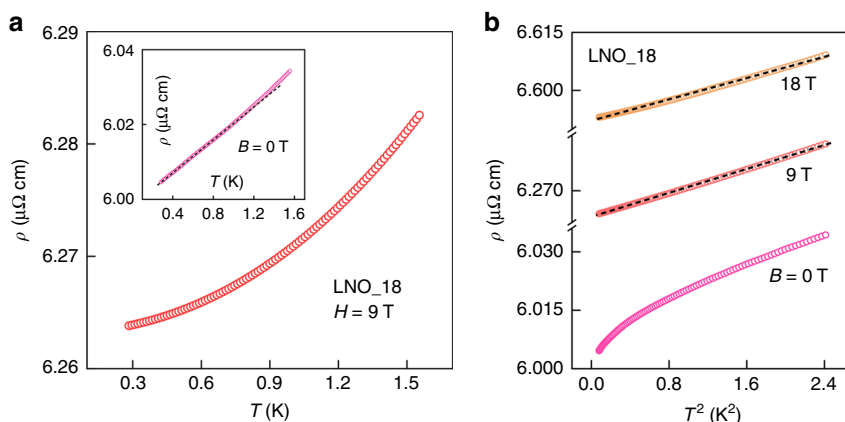 a
6.29
6.28
6.27
6.26
ρ (μΩ cm)
0.3 0.6 0.9 1.2 1.5
T (K)
LNO_18
H = 9 T
6.04
6.02
6.00
ρ (μΩ cm)
B = 0 T
T (K)
0.4 0.8 1.2 1.6
b
LNO_18
6.615
6.600
6.270
6.030
6.015
6.000
ρ (μΩ cm)
ρ (μΩ cm)
18 T
9 T
B = 0 T
0.0 0.8 1.6 2.4
T² (K²)